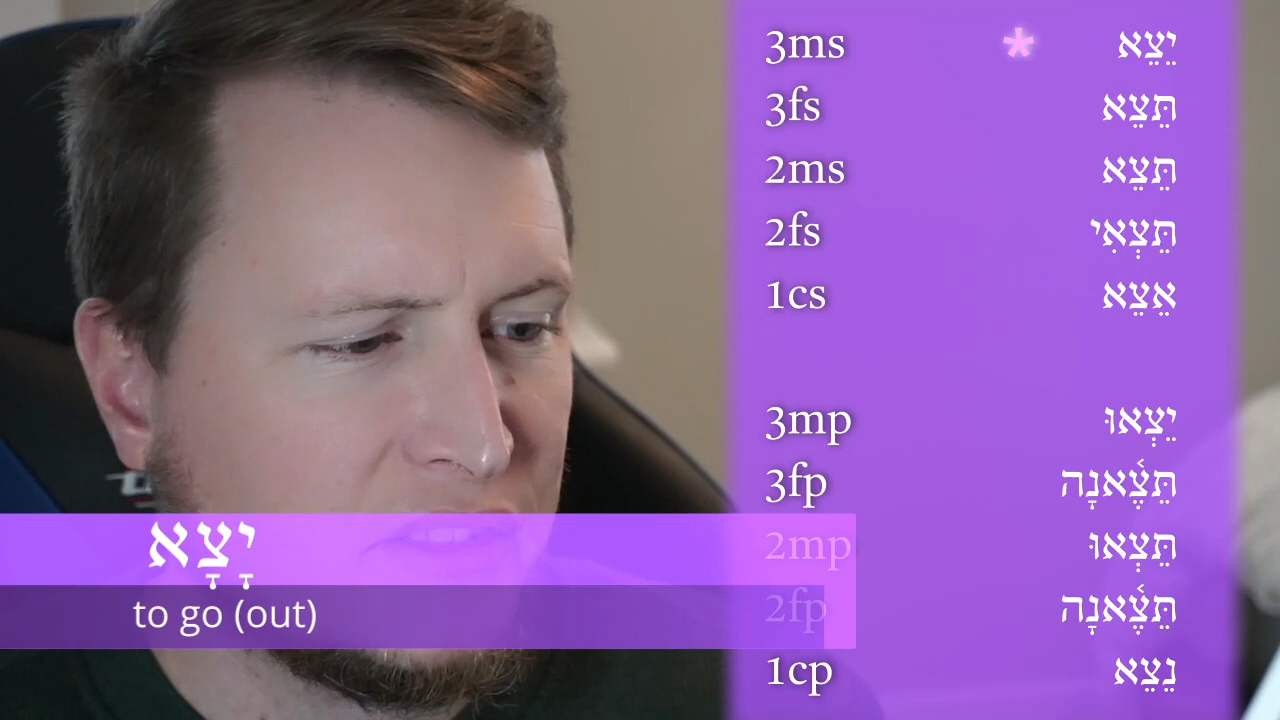 3ms * יֵצֵא
3fs תֵּצֵא
2ms תֵּצֵא
2fs תֵּצְאִי
1cs אֵצֵא
3mp יֵצְאוּ
3fp תֵּצֶ֫אנָה
2mp תֵּצְאוּ
2fp תֵּצֶ֫אנָה
1cp נֵצֵא
יָצָא
to go (out)